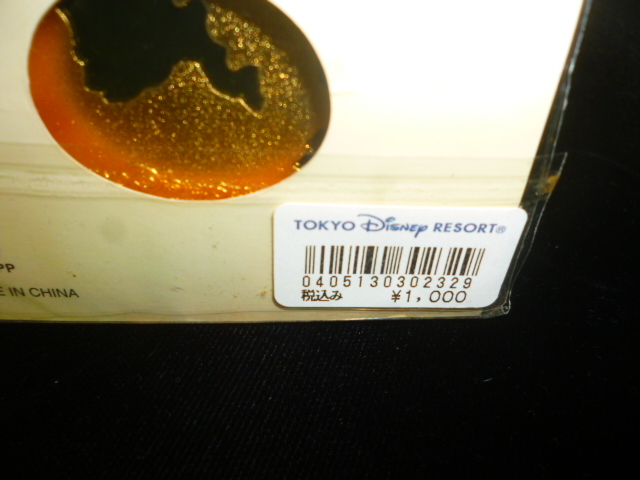 TOKYO Disney RESORT®
0405130302329
税込み ¥1,000
PP
E IN CHINA